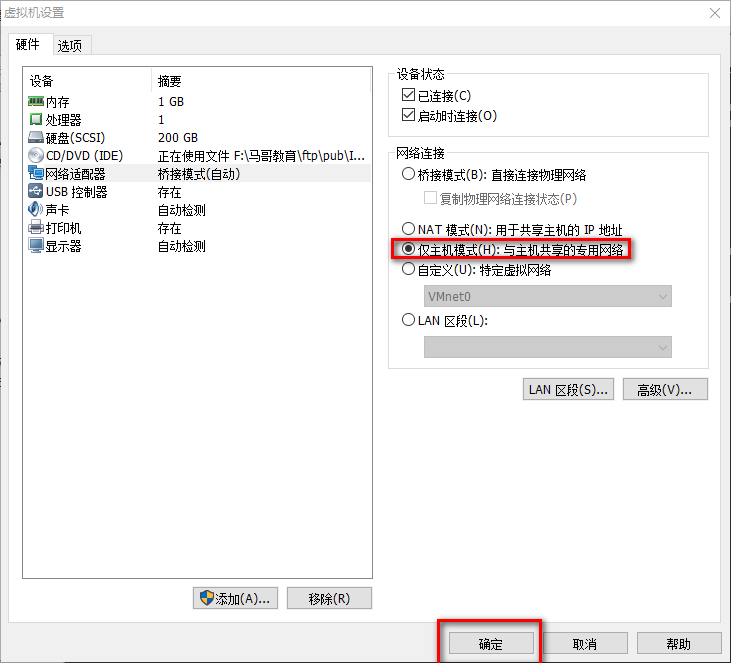 虚拟机设置
硬件 选项
设备 摘要
内存 1 GB
处理器 1
硬盘(SCSI) 200 GB
CD/DVD (IDE) 正在使用文件 F:\马哥教育\ftp\pub\I...
网络适配器 桥接模式(自动)
USB 控制器 存在
声卡 自动检测
打印机 存在
显示器 自动检测
添加(A)... 移除(R)
设备状态
已连接(C)
启动时连接(O)
网络连接
桥接模式(B): 直接连接物理网络
复制物理网络连接状态(P)
NAT 模式(N): 用于共享主机的 IP 地址
仅主机模式(H): 与主机共享的专用网络
自定义(U): 特定虚拟网络
VMnet0
LAN 区段(L):
LAN 区段(S)... 高级(V)...
确定 取消 帮助